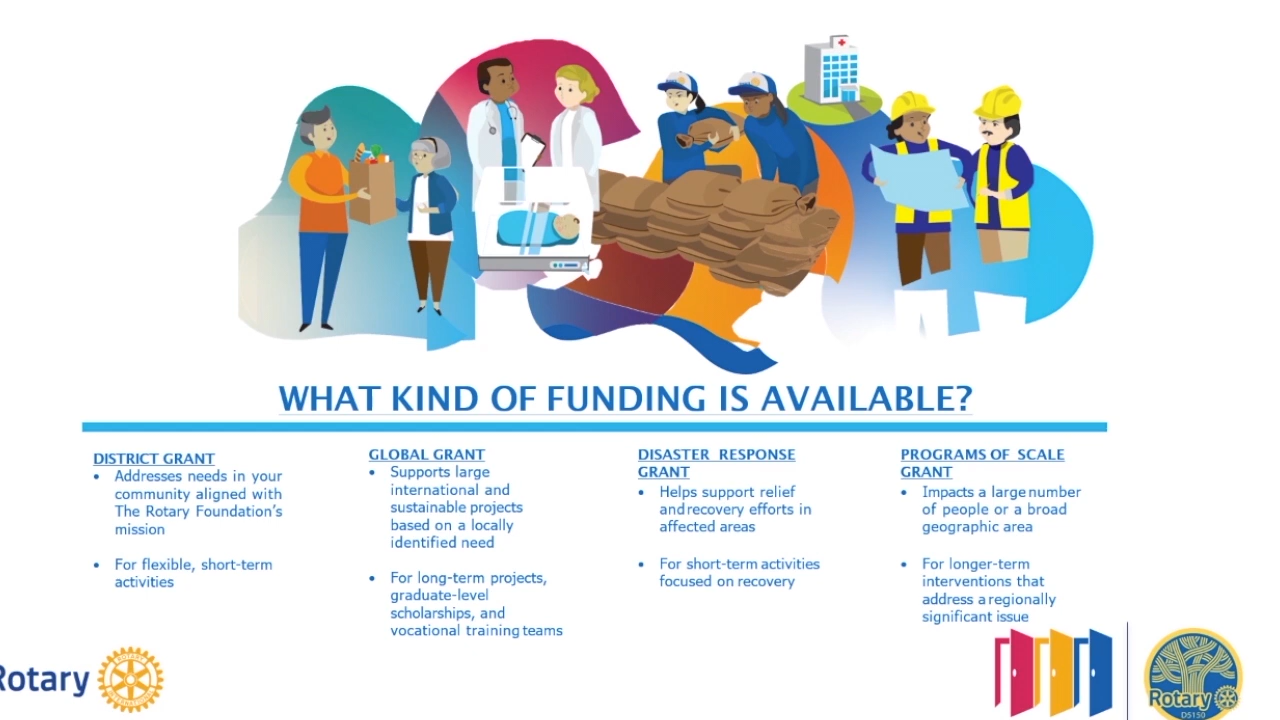 WHAT KIND OF FUNDING IS AVAILABLE?
DISTRICT GRANT
• Addresses needs in your
community aligned with
The Rotary Foundation's
mission
• For flexible, short-term
activities
GLOBAL GRANT
• Supports large
international and
sustainable projects
based on a locally
identified need
• For long-term projects,
graduate-level
scholarships, and
vocational training teams
DISASTER RESPONSE
GRANT
• Helps support relief
and recovery efforts in
affected areas
• For short-term activities
focused on recovery
PROGRAMS OF SCALE
GRANT
• Impacts a large number
of people or a broad
geographic area
• For longer-term
interventions that
address a regionally
significant issue
Rotary
ROTARY
INTERNATIONAL
Rotary
D5150